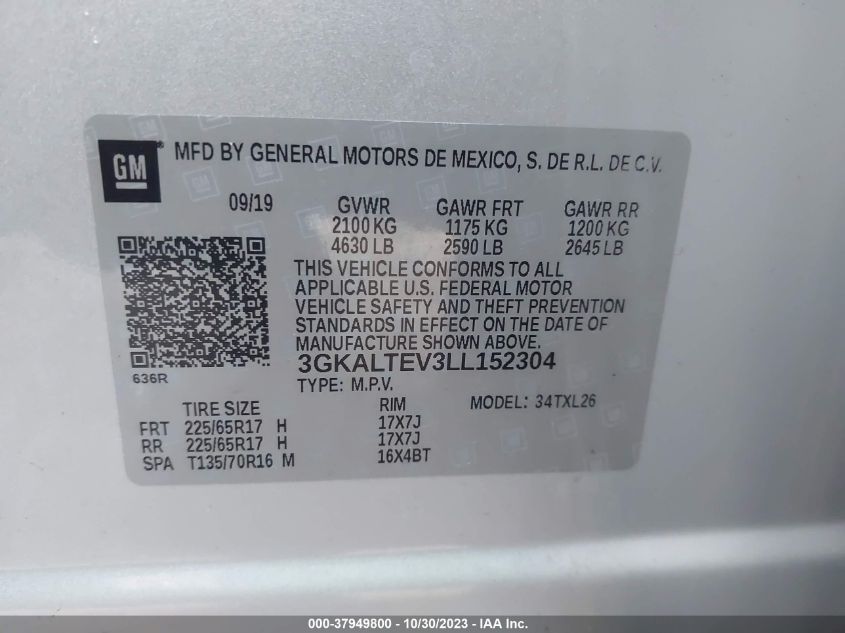 GM
MFD BY GENERAL MOTORS DE MEXICO, S. DE R.L. DE C.V.
09/19 GVWR GAWR FRT GAWR RR
2100 KG 1175 KG 1200 KG
4630 LB 2590 LB 2645 LB
THIS VEHICLE CONFORMS TO ALL
APPLICABLE U.S. FEDERAL MOTOR
VEHICLE SAFETY AND THEFT PREVENTION
STANDARDS IN EFFECT ON THE DATE OF
MANUFACTURE SHOWN ABOVE.
3GKALTEV3LL152304
636R
TYPE: M.P.V.
TIRE SIZE RIM MODEL: 34TXL26
FRT 225/65R17 H 17X7J
RR 225/65R17 H 17X7J
SPA T135/70R16 M 16X4BT
000-37949800 - 10/30/2023 - IAA Inc.